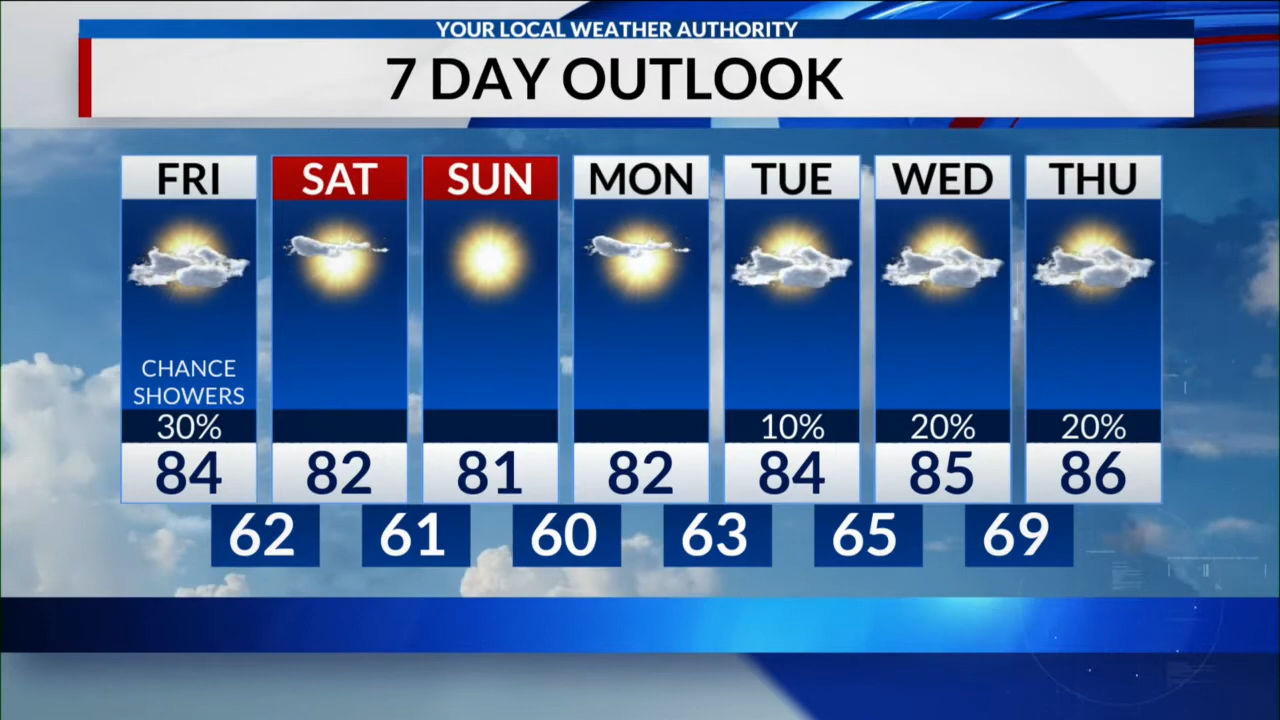 YOUR LOCAL WEATHER AUTHORITY
7 DAY OUTLOOK
FRI SAT SUN MON TUE WED THU
CHANCE
SHOWERS
30% 10% 20% 20%
84 82 81 82 84 85 86
62 61 60 63 65 69